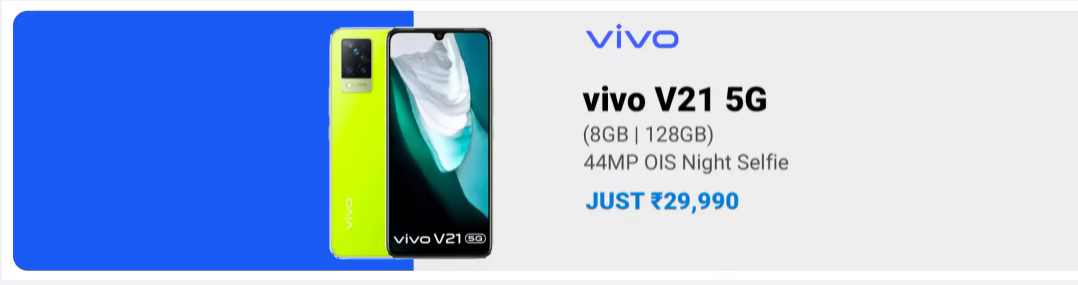 vivo
vivo V21 5G
vivo
vivo V21 5G
(8GB | 128GB)
44MP OIS Night Selfie
JUST ₹29,990